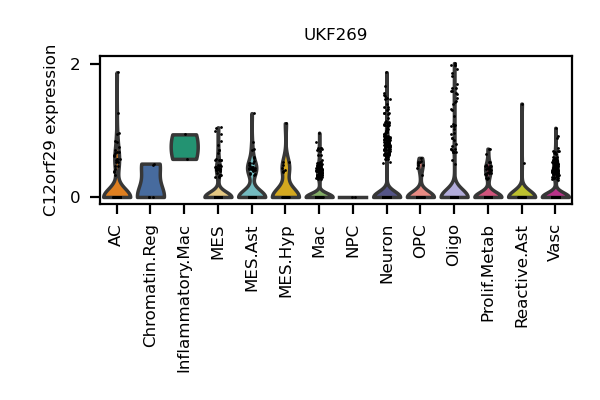 UKF269
C12orf29 expression
2
0
AC
Chromatin.Reg
Inflammatory.Mac
MES
MES.Ast
MES.Hyp
Mac
NPC
Neuron
OPC
Oligo
Prolif.Metab
Reactive.Ast
Vasc